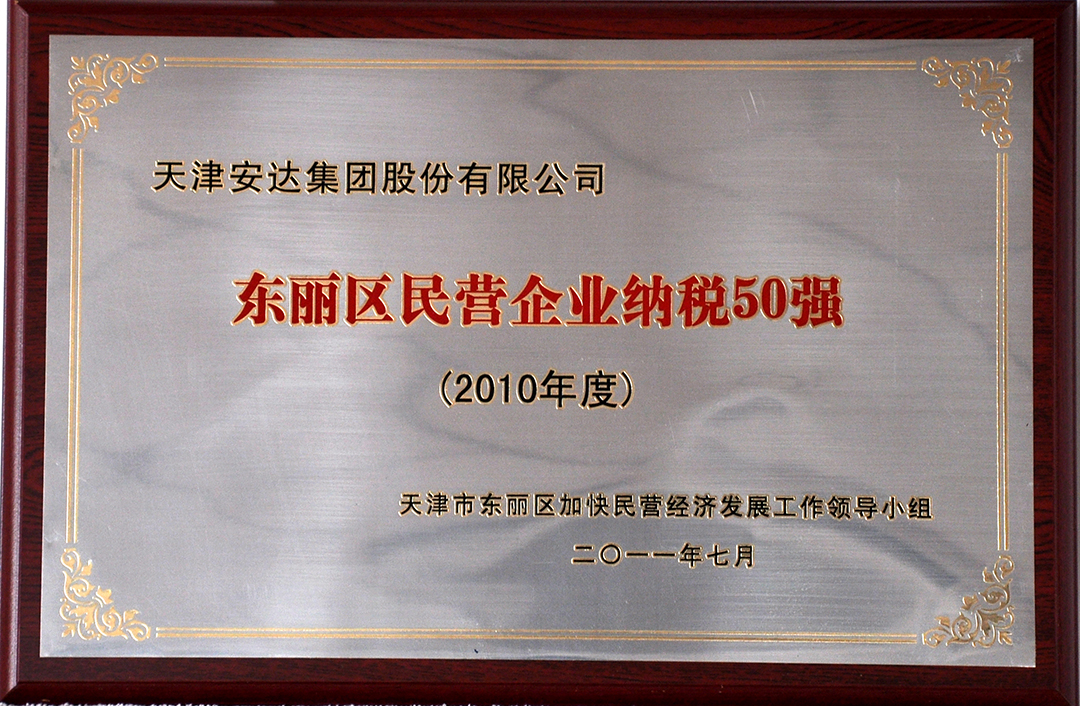 天津安达集团股份有限公司
东丽区民营企业纳税50强
(2010年度)
天津市东丽区加快民营经济发展工作领导小组
二〇一一年七月